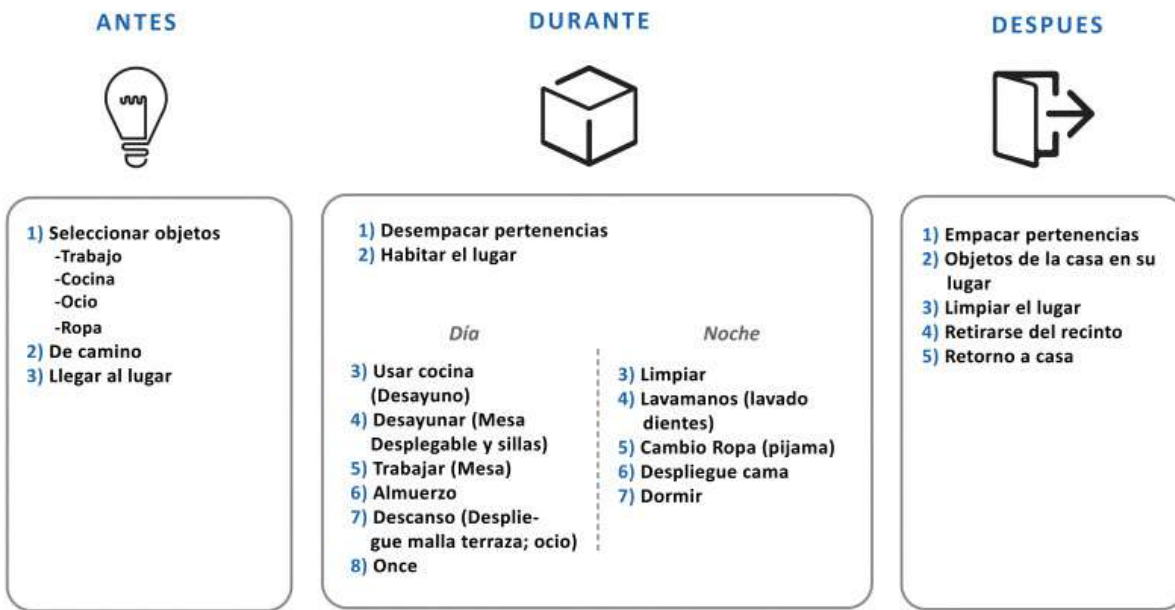 ANTES
DURANTE
DESPUES
1) Seleccionar objetos
-Trabajo
-Cocina
-Ocio
-Ropa
2) De camino
3) Llegar al lugar
1) Desempacar pertenencias
2) Habitar el lugar
Día
3) Usar cocina
(Desayuno)
4) Desayunar (Mesa
Desplegable y sillas)
5) Trabajar (Mesa)
6) Almuerzo
7) Descanso (Desplie-
gue malla terraza; ocio)
8) Once
Noche
3) Limpiar
4) Lavamanos (lavado
dientes)
5) Cambio Ropa (pijama)
6) Despliegue cama
7) Dormir
1) Empacar pertenencias
2) Objetos de la casa en su
lugar
3) Limpiar el lugar
4) Retirarse del recinto
5) Retorno a casa